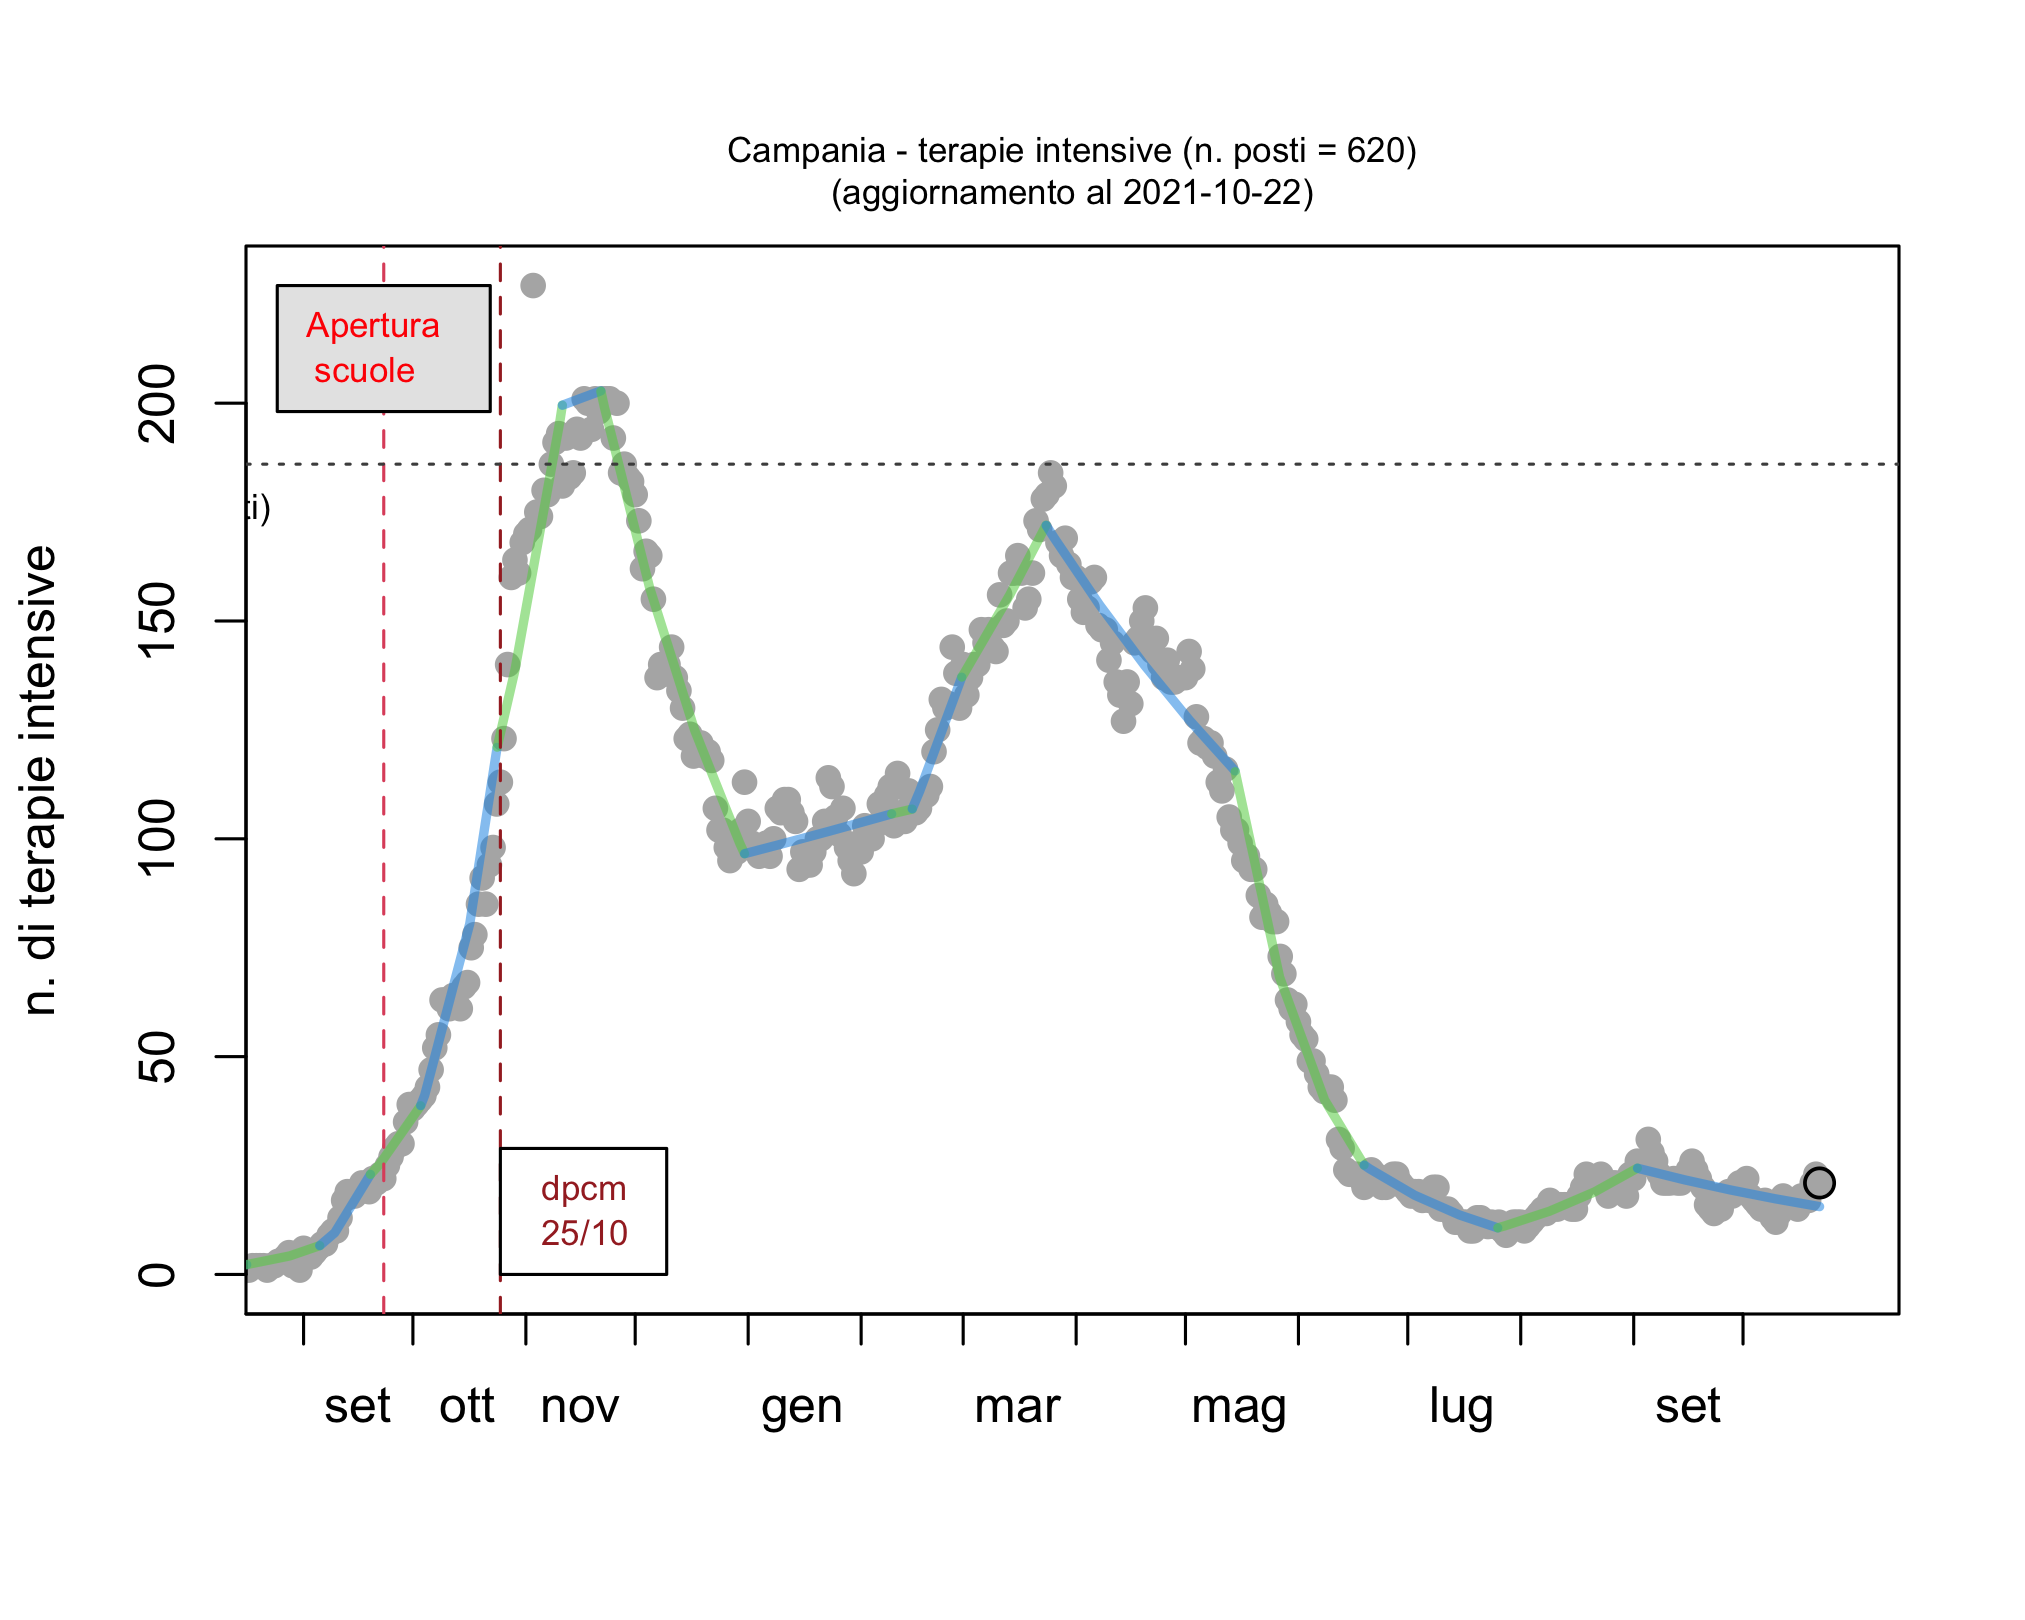 Campania - terapie intensive (n. posti = 620)
(aggiornamento al 2021-10-22)
Apertura
scuole
ti)
n. di terapie intensive
200
150
100
50
0
dpcm
25/10
set ott nov gen mar mag lug set